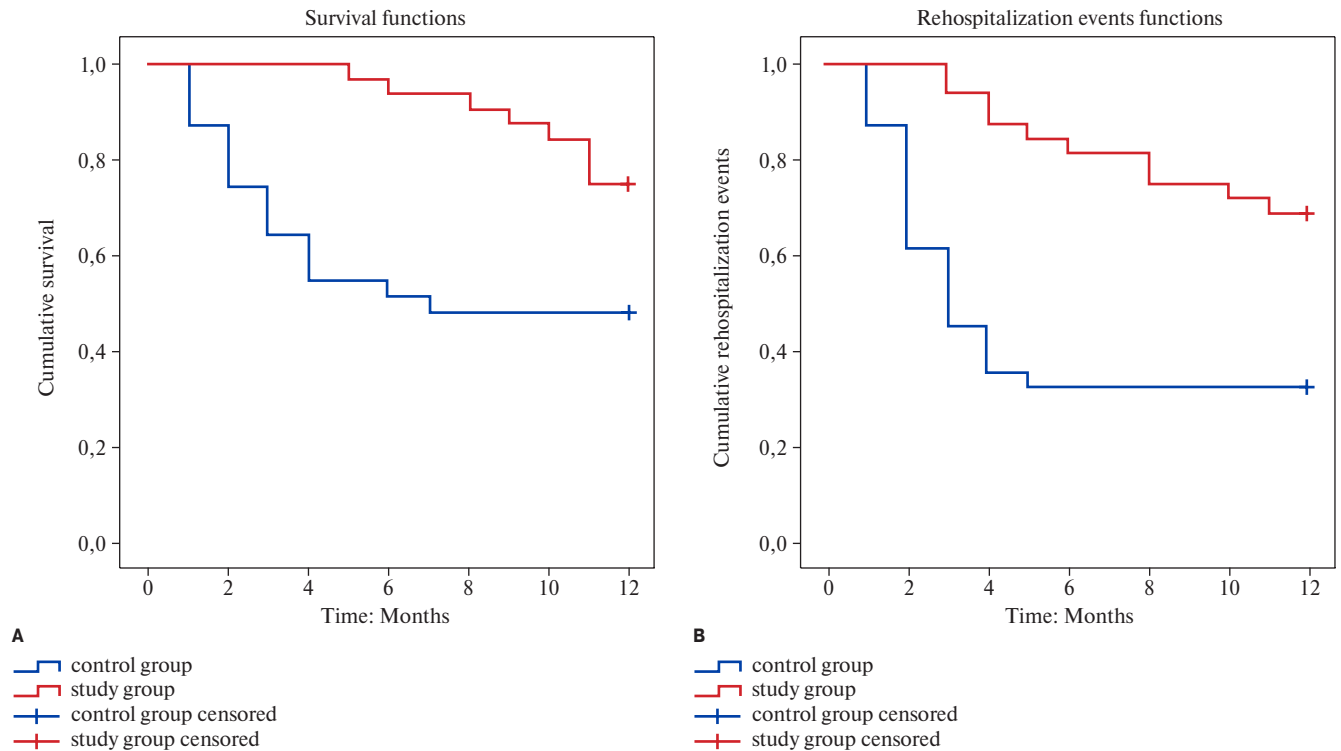 Survival functions
Cumulative survival
1,0
0,8
0,6
0,4
0,2
0,0
0 2 4 6 8 10 12
Time: Months
A
control group
study group
control group censored
study group censored
Rehospitalization events functions
Cumulative rehospitalization events
1,0
0,8
0,6
0,4
0,2
0,0
0 2 4 6 8 10 12
Time: Months
B
control group
study group
control group censored
study group censored